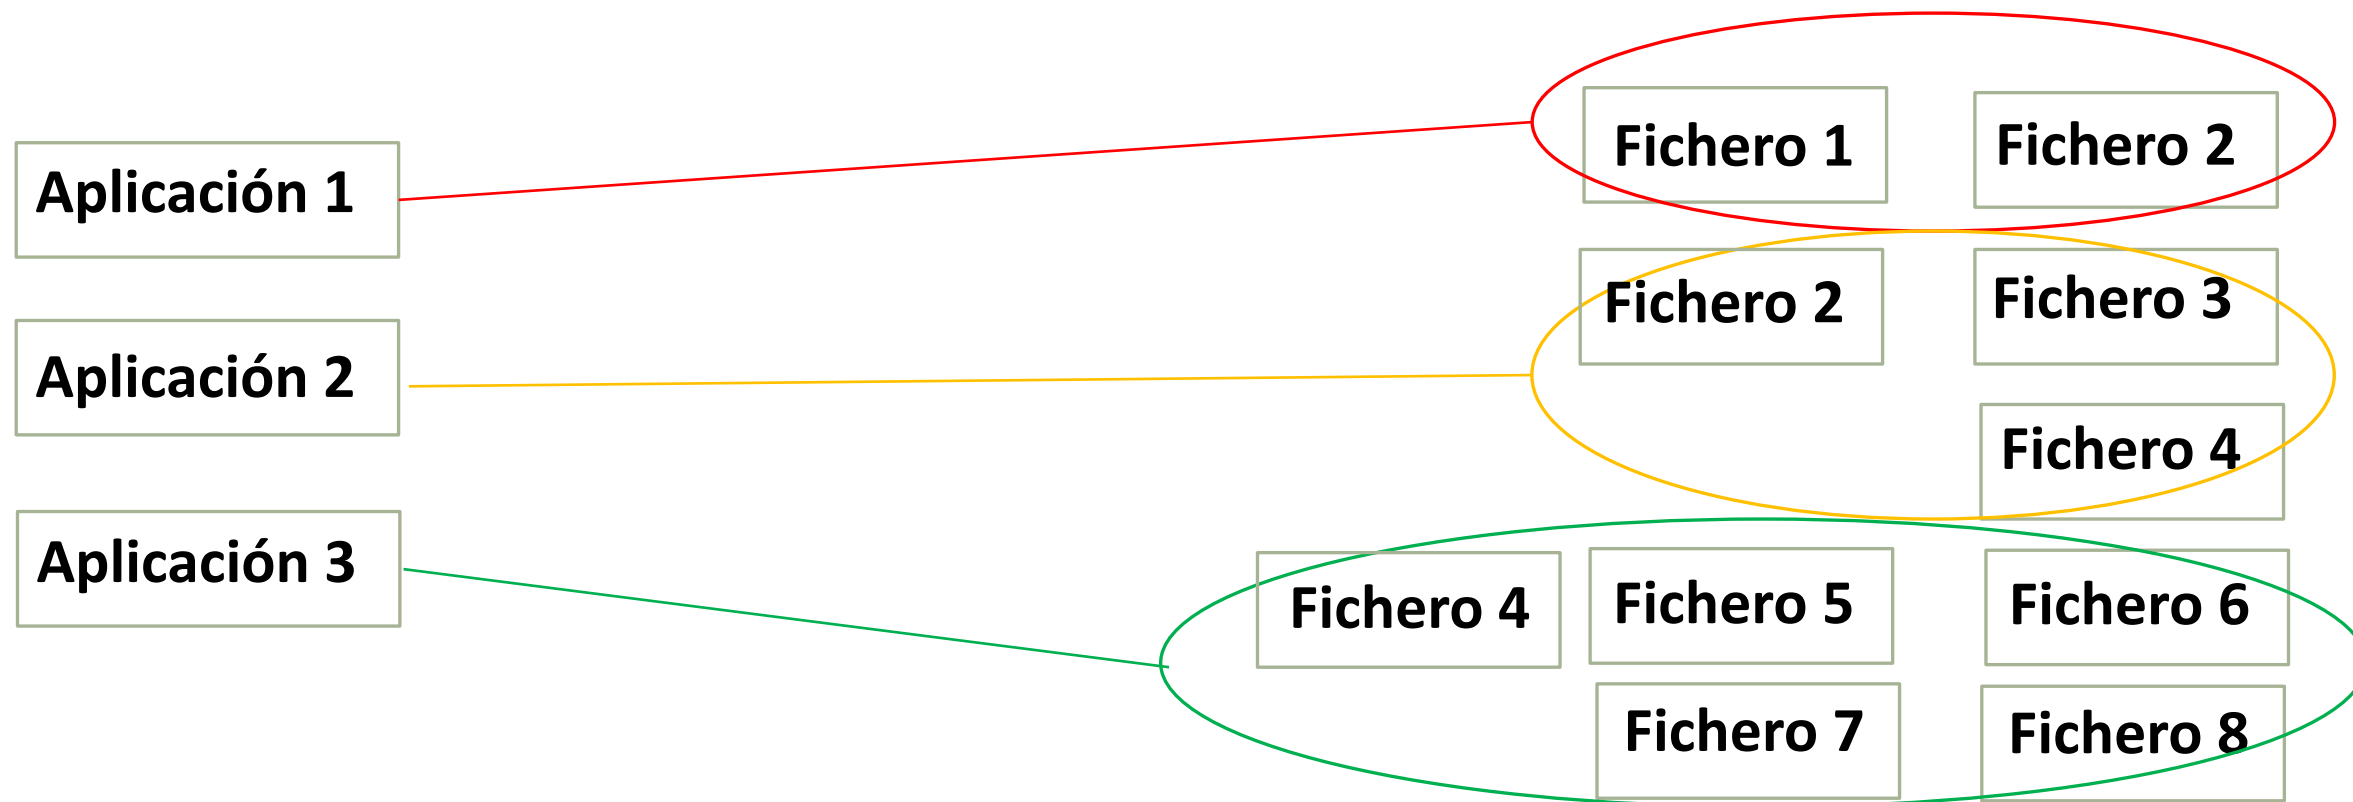 Aplicación 1
Fichero 1
Fichero 2
Aplicación 2
Fichero 2
Fichero 3
Fichero 4
Aplicación 3
Fichero 4
Fichero 5
Fichero 6
Fichero 7
Fichero 8